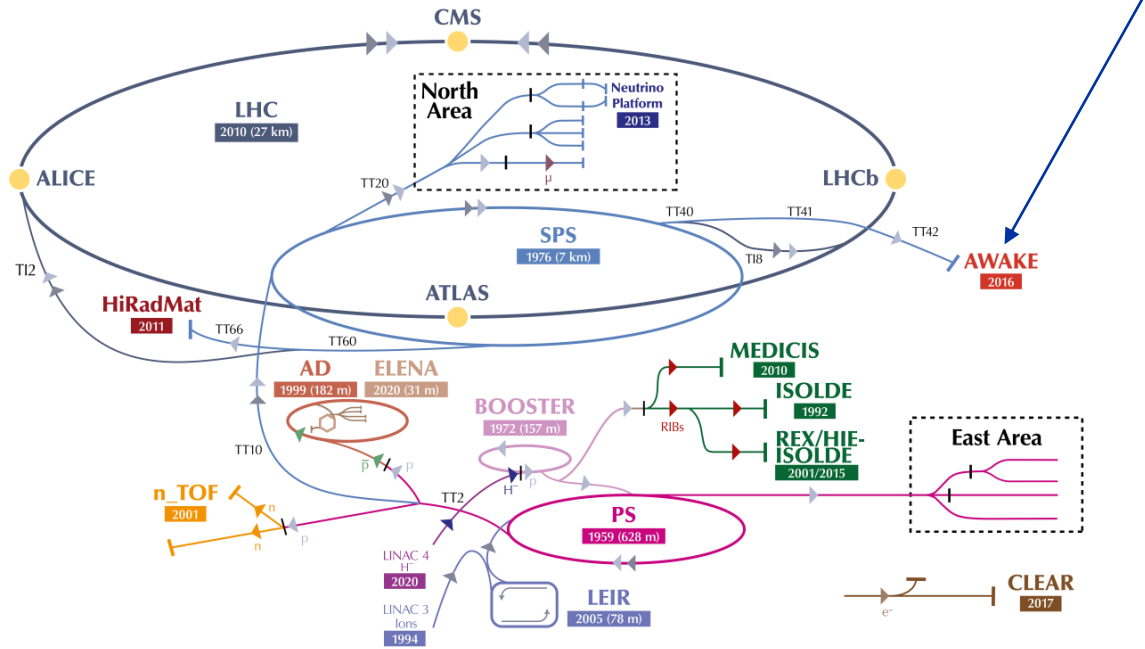 CMS
North
Area
Neutrino
Platform
2013
LHC
2010 (27 km)
μ
ALICE
LHCb
TT20
TT40
TT41
TT42
SPS
1976 (7 km)
TI8
AWAKE
2016
TI2
ATLAS
HiRadMat
2011
TT66
TT60
MEDICIS
2010
AD
1999 (182 m)
ELENA
2020 (31 m)
ISOLDE
1992
BOOSTER
1972 (157 m)
RIBs
REX/HIE-
ISOLDE
2001/2015
East Area
TT10
p̅
p
H⁻
p
n_TOF
2001
n
n
p
TT2
PS
1959 (628 m)
LINAC 4
H⁻
2020
LINAC 3
Ions
1994
LEIR
2005 (78 m)
CLEAR
2017
e⁻